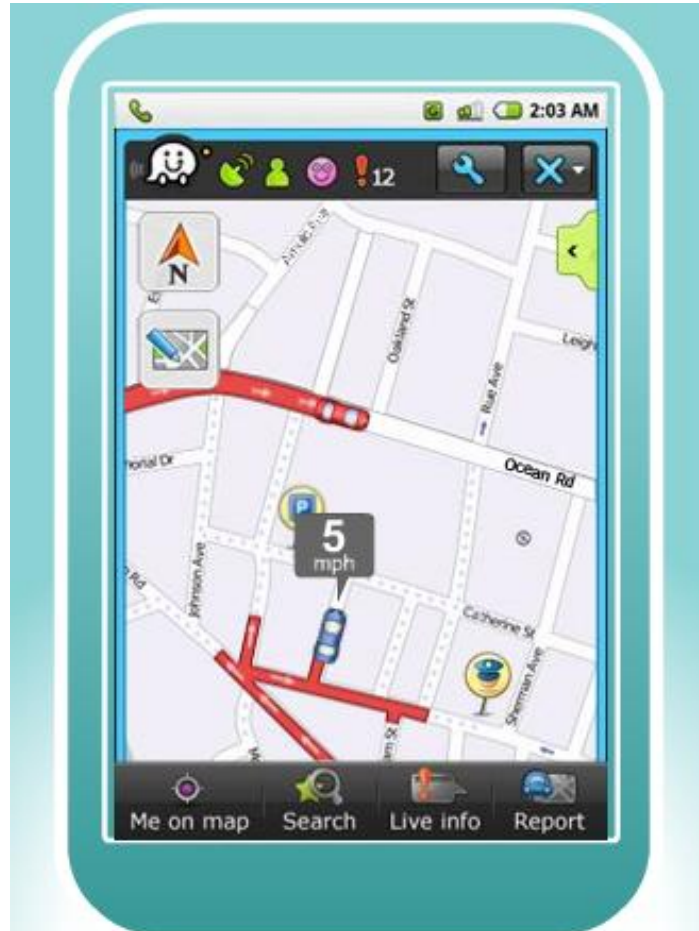 2:03 AM
12
N
Oakland St
Rue Ave
Leigh
Ocean Rd
P
5
mph
Johnson Ave
Catherine St
Sherman Ave
Me on map
Search
Live info
Report